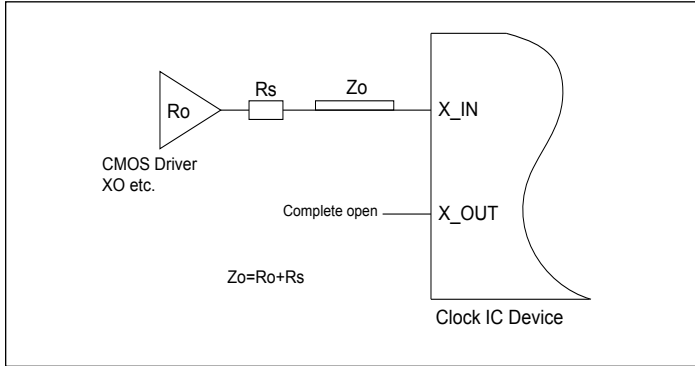 Rs
Zo
Ro
X_IN
CMOS Driver
XO etc.
Complete open
X_OUT
Zo=Ro+Rs
Clock IC Device